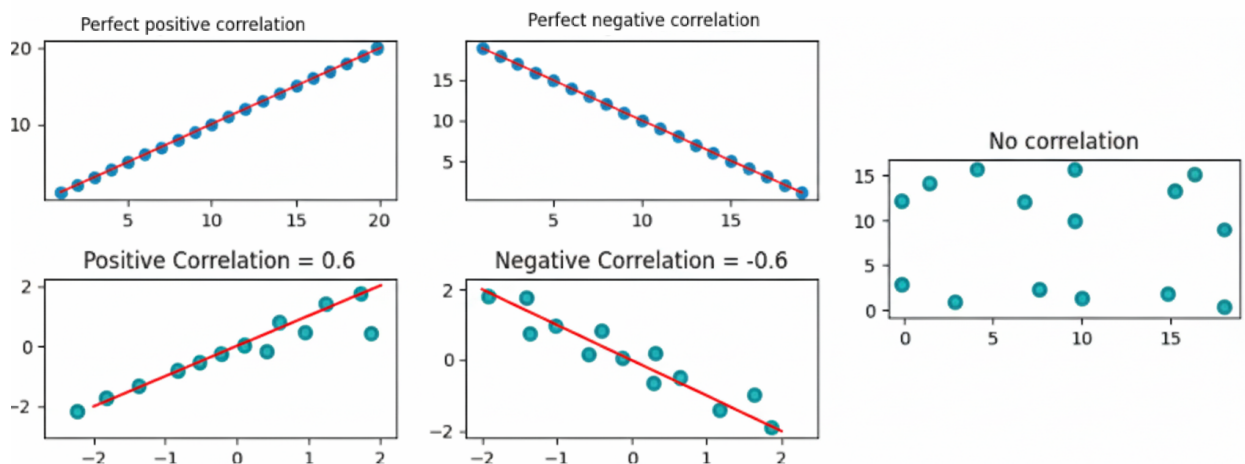 Perfect positive correlation
20
10
5 10 15 20
Perfect negative correlation
15
10
5
5 10 15
No correlation
15
10
5
0
0 5 10 15
Positive Correlation = 0.6
2
0
−2
−2 −1 0 1 2
Negative Correlation = -0.6
2
0
−2
−2 −1 0 1 2